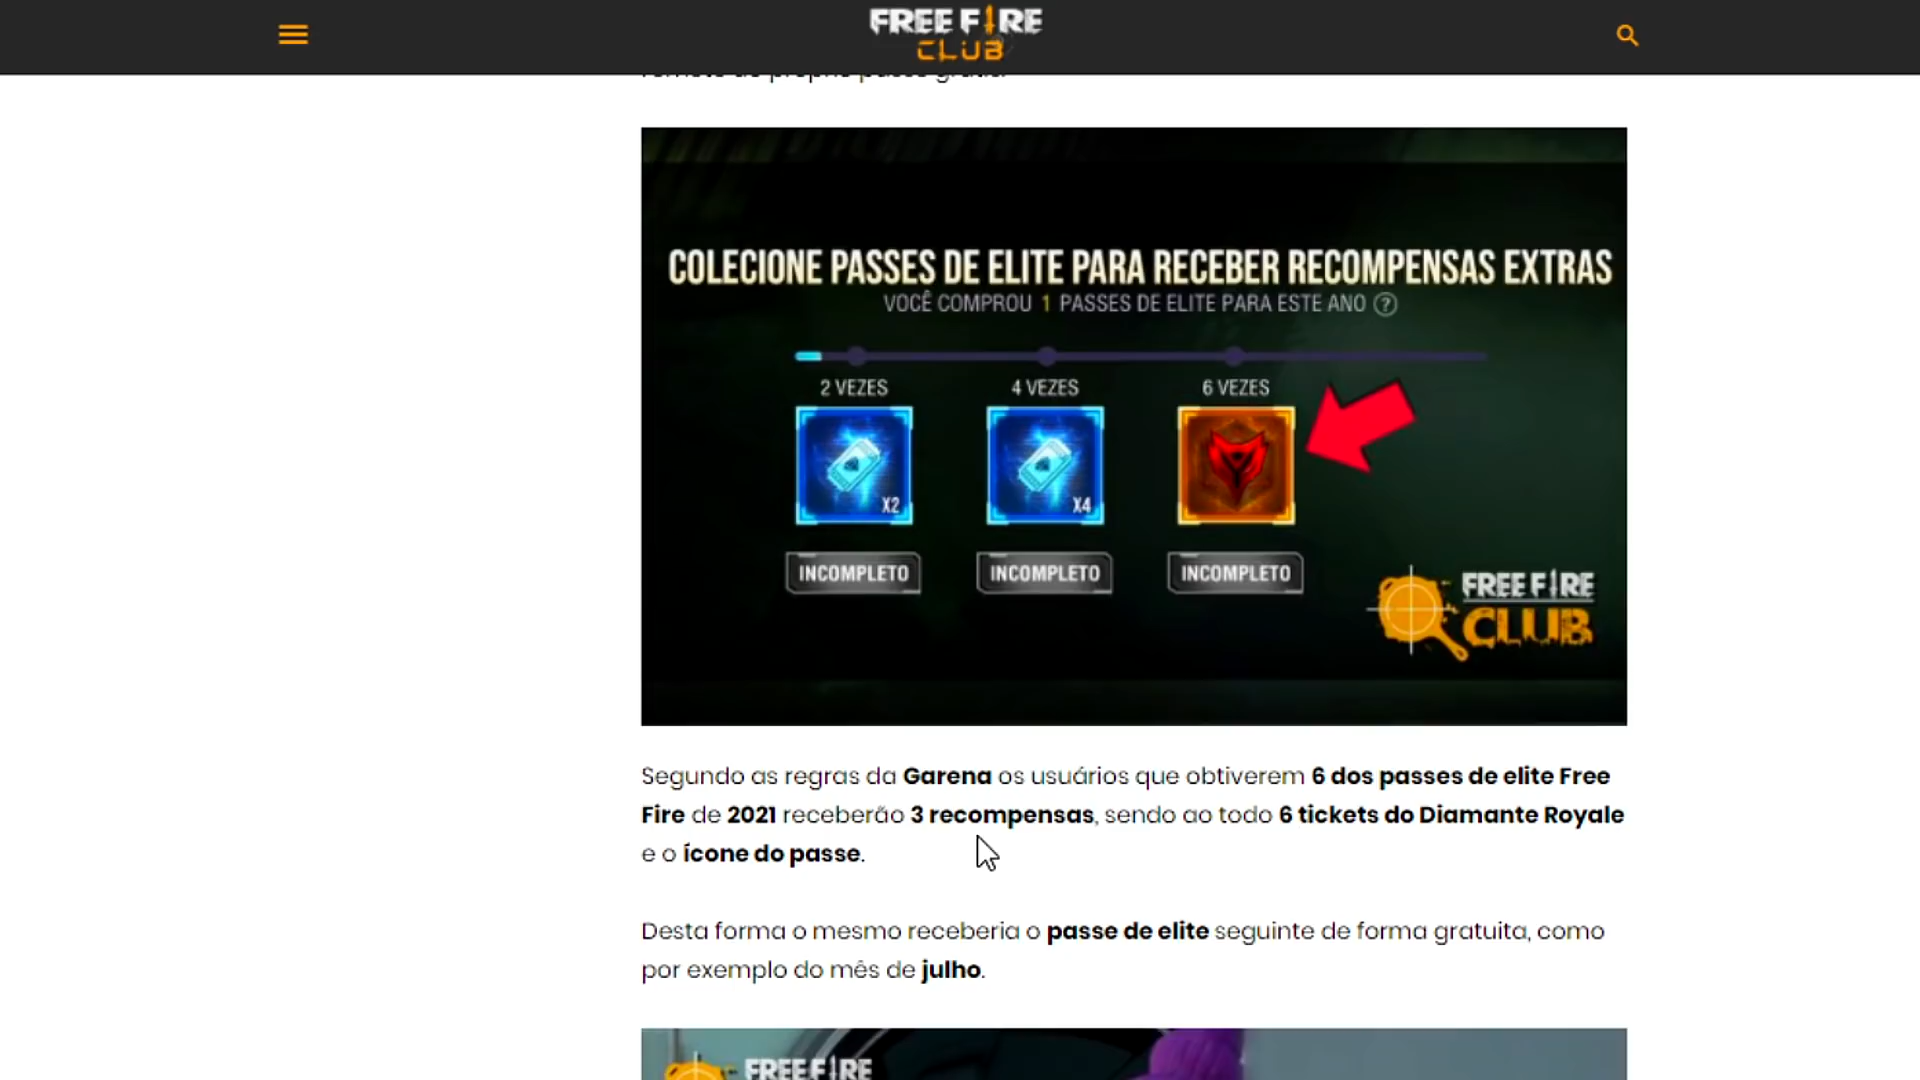 FREE FIRE
CLUB
COLECIONE PASSES DE ELITE PARA RECEBER RECOMPENSAS EXTRAS
VOCÊ COMPROU 1 PASSES DE ELITE PARA ESTE ANO ?
2 VEZES
4 VEZES
6 VEZES
X2
X4
INCOMPLETO
INCOMPLETO
INCOMPLETO
FREE FIRE
CLUB
Segundo as regras da Garena os usuários que obtiverem 6 dos passes de elite Free
Fire de 2021 receberão 3 recompensas, sendo ao todo 6 tickets do Diamante Royale
e o ícone do passe.
Desta forma o mesmo receberia o passe de elite seguinte de forma gratuita, como
por exemplo do mês de julho.
FREE FIRE